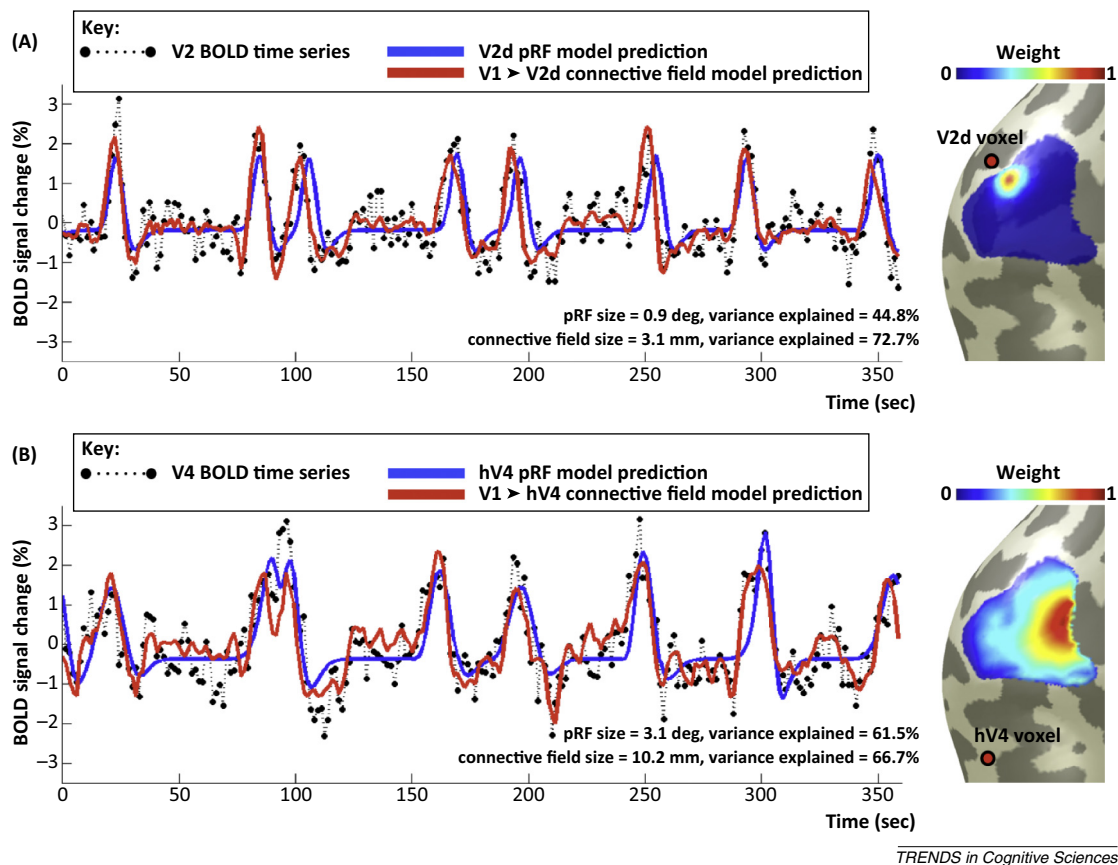 (A)
Key:
V2 BOLD time series
V2d pRF model prediction
V1 ➤ V2d connective field model prediction
BOLD signal change (%)
3
2
1
0
–1
–2
–3
pRF size = 0.9 deg, variance explained = 44.8%
connective field size = 3.1 mm, variance explained = 72.7%
0 50 100 150 200 250 300 350
Time (sec)
Weight
0 1
V2d voxel
(B)
Key:
V4 BOLD time series
hV4 pRF model prediction
V1 ➤ hV4 connective field model prediction
BOLD signal change (%)
3
2
1
0
–1
–2
–3
pRF size = 3.1 deg, variance explained = 61.5%
connective field size = 10.2 mm, variance explained = 66.7%
0 50 100 150 200 250 300 350
Time (sec)
Weight
0 1
hV4 voxel
TRENDS in Cognitive Sciences